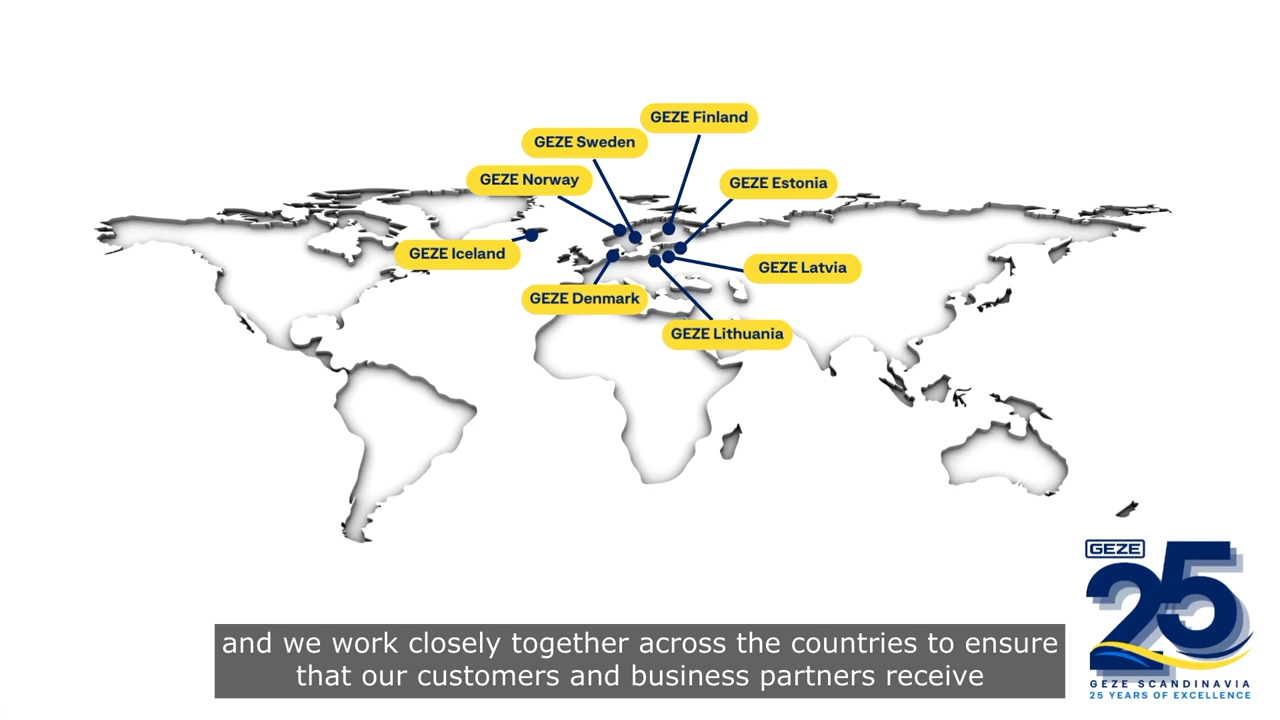 GEZE Finland
GEZE Sweden
GEZE Norway
GEZE Estonia
GEZE Iceland
GEZE Latvia
GEZE Denmark
GEZE Lithuania
GEZE
25
GEZE SCANDINAVIA
25 YEARS OF EXCELLENCE
and we work closely together across the countries to ensure
that our customers and business partners receive